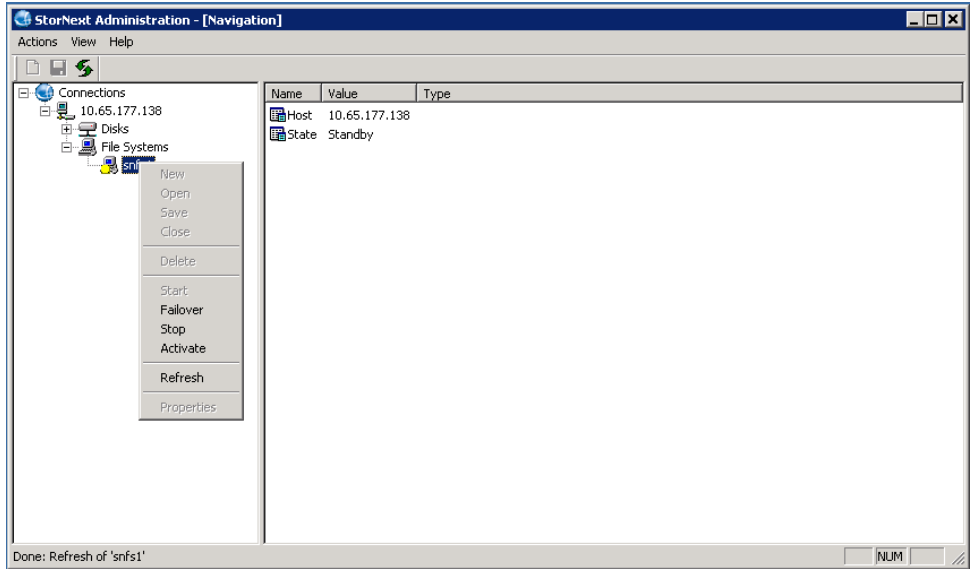 StorNext Administration - [Navigation]
Actions View Help
Connections
10.65.177.138
Disks
File Systems
Name Value Type
Host 10.65.177.138
State Standby
New
Open
Save
Close
Delete
Start
Failover
Stop
Activate
Refresh
Properties
Done: Refresh of 'snfs1'
NUM